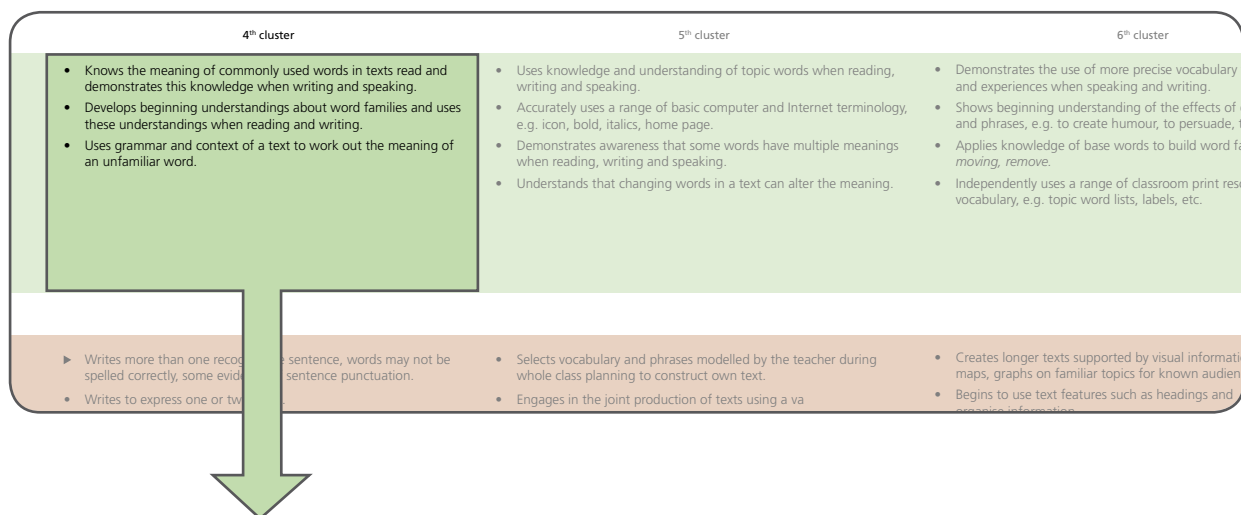 4th cluster
5th cluster
6th cluster
• Knows the meaning of commonly used words in texts read and
demonstrates this knowledge when writing and speaking.
• Develops beginning understandings about word families and uses
these understandings when reading and writing.
• Uses grammar and context of a text to work out the meaning of
an unfamiliar word.
• Uses knowledge and understanding of topic words when reading,
writing and speaking.
• Accurately uses a range of basic computer and Internet terminology,
e.g. icon, bold, italics, home page.
• Demonstrates awareness that some words have multiple meanings
when reading, writing and speaking.
• Understands that changing words in a text can alter the meaning.
• Demonstrates the use of more precise vocabulary
and experiences when speaking and writing.
• Shows beginning understanding of the effects of
and phrases, e.g. to create humour, to persuade,
• Applies knowledge of base words to build word
moving, remove.
• Independently uses a range of classroom print
vocabulary, e.g. topic word lists, labels, etc.
▶ Writes more than one sentence, words may not be
spelled correctly, some sentence punctuation.
• Writes to express one or
• Selects vocabulary and phrases modelled by the teacher during
whole class planning to construct own text.
• Engages in the joint production of texts using a va
• Creates longer texts supported by visual
maps, graphs on familiar topics for known
• Begins to use text features such as headings and
organise information